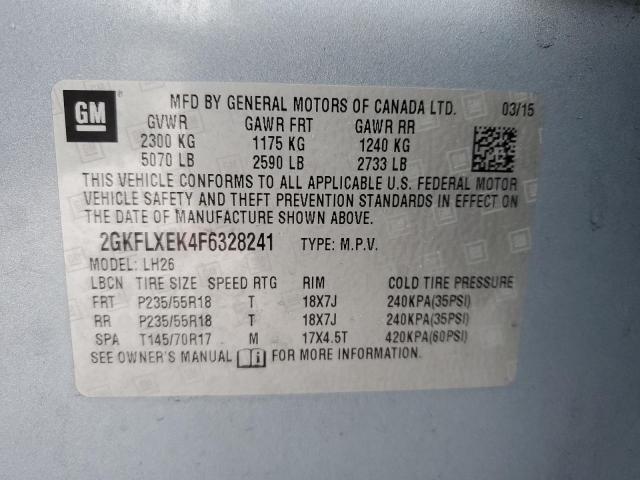 GM
MFD BY GENERAL MOTORS OF CANADA LTD. 03/15
GVWR GAWR FRT GAWR RR
2300 KG 1175 KG 1240 KG
5070 LB 2590 LB 2733 LB
THIS VEHICLE CONFORMS TO ALL APPLICABLE U.S. FEDERAL MOTOR
VEHICLE SAFETY AND THEFT PREVENTION STANDARDS IN EFFECT ON
THE DATE OF MANUFACTURE SHOWN ABOVE.
2GKFLXEK4F6328241 TYPE: M.P.V.
MODEL: LH26
LBCN TIRE SIZE SPEED RTG RIM COLD TIRE PRESSURE
FRT P235/55R18 T 18X7J 240KPA(35PSI)
RR P235/55R18 T 18X7J 240KPA(35PSI)
SPA T145/70R17 M 17X4.5T 420KPA(60PSI)
SEE OWNER'S MANUAL FOR MORE INFORMATION.